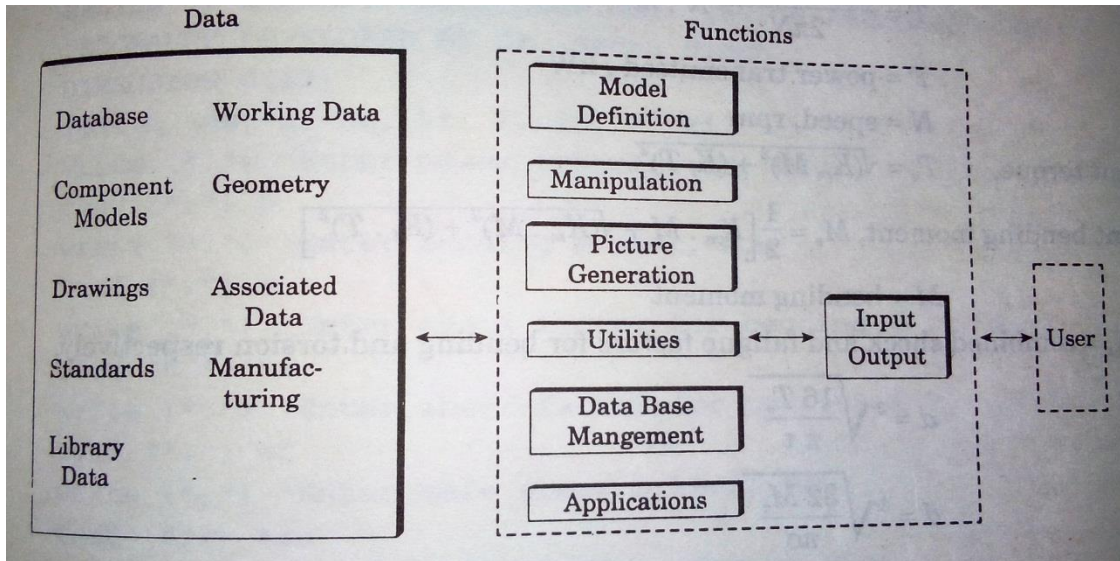 Data
Functions
Database Working Data
Component Geometry
Models
Drawings Associated
Data
Standards Manufac-
turing
Library
Data
Model
Definition
Manipulation
Picture
Generation
Utilities
Data Base
Mangement
Applications
Input
Output
User